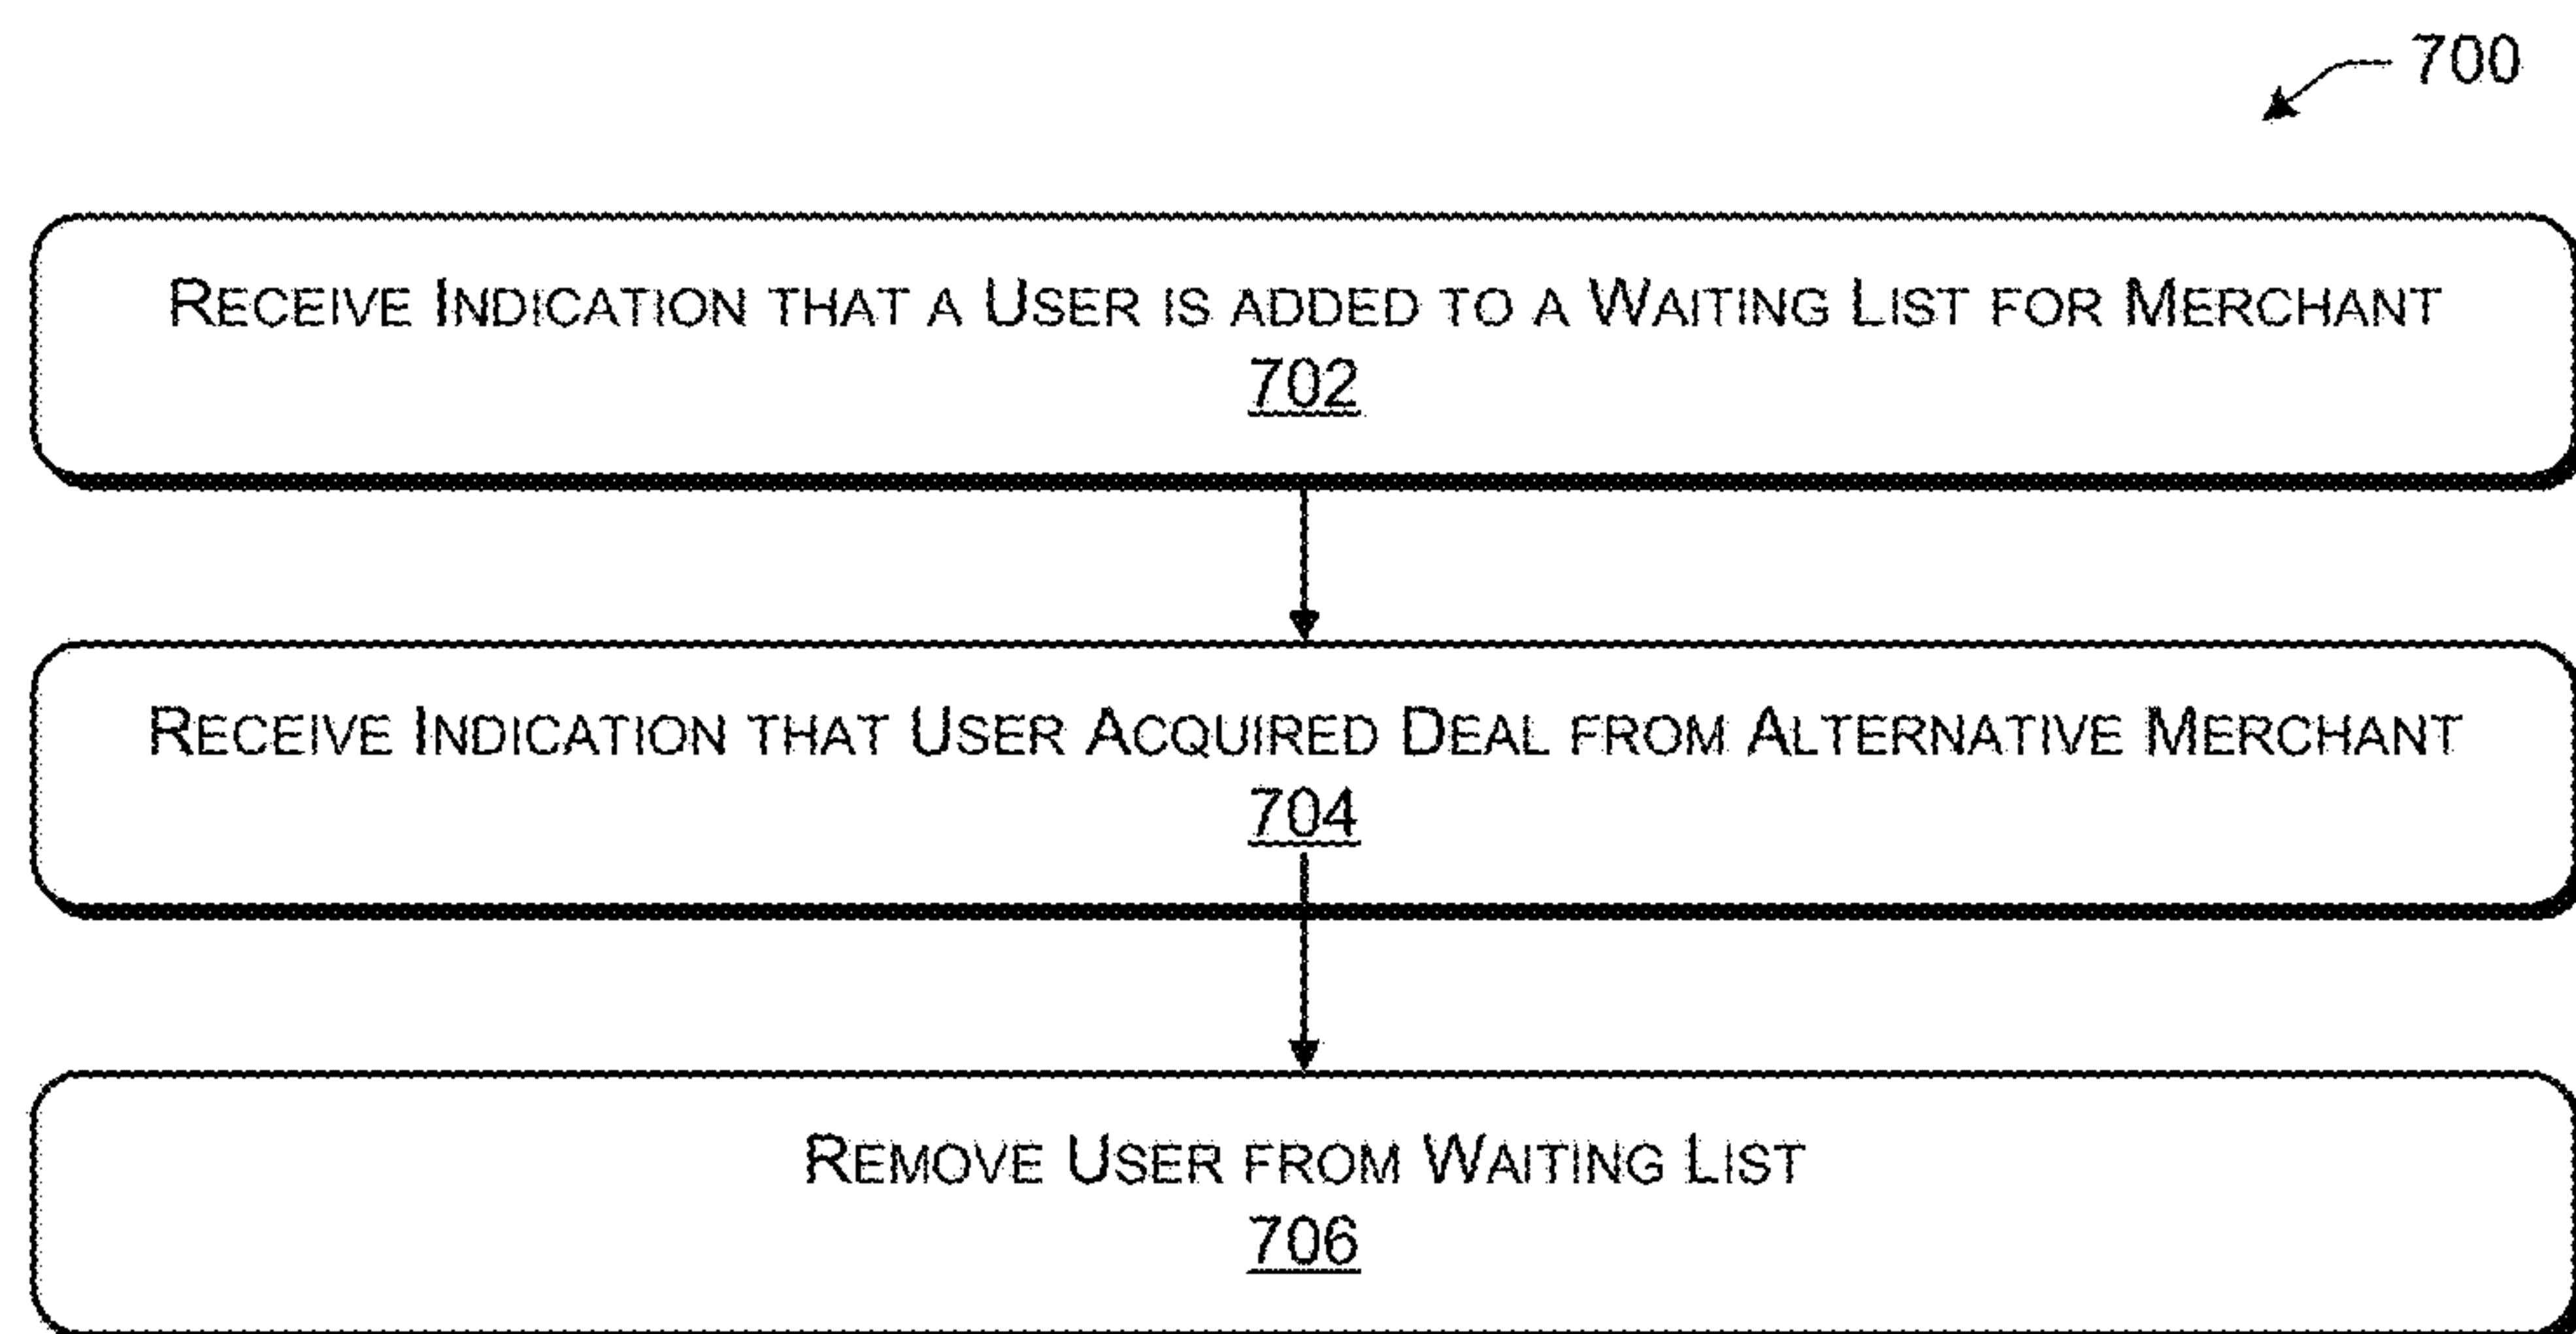 700
RECEIVE INDICATION THAT A USER IS ADDED TO A WAITING LIST FOR MERCHANT
702
RECEIVE INDICATION THAT USER ACQUIRED DEAL FROM ALTERNATIVE MERCHANT
704
REMOVE USER FROM WAITING LIST
706